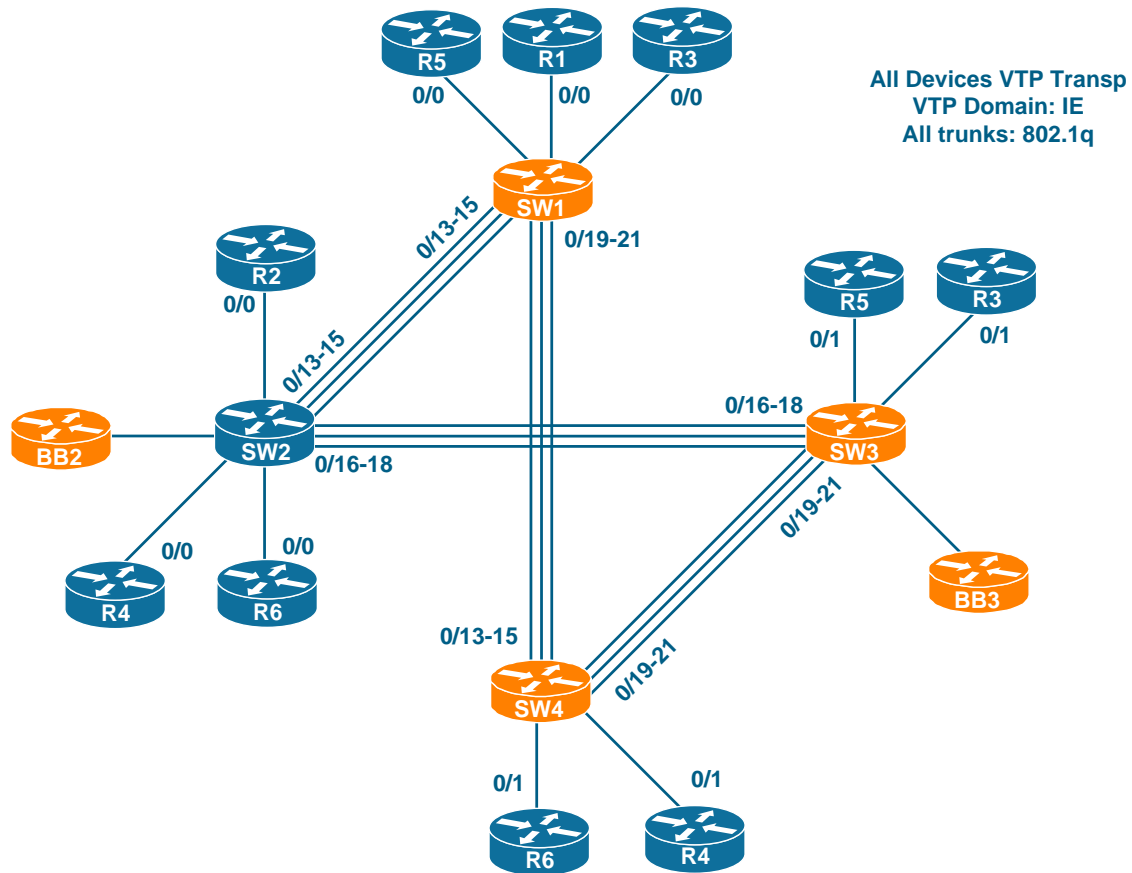 R5
R1
R3
0/0
0/0
0/0
All Devices VTP Transp
VTP Domain: IE
All trunks: 802.1q
SW1
0/13-15
0/19-21
R2
0/0
R5
R3
0/1
0/1
0/13-15
0/16-18
BB2
SW2
SW3
0/16-18
0/19-21
0/0
0/0
R4
R6
BB3
0/13-15
0/19-21
SW4
0/1
0/1
R6
R4